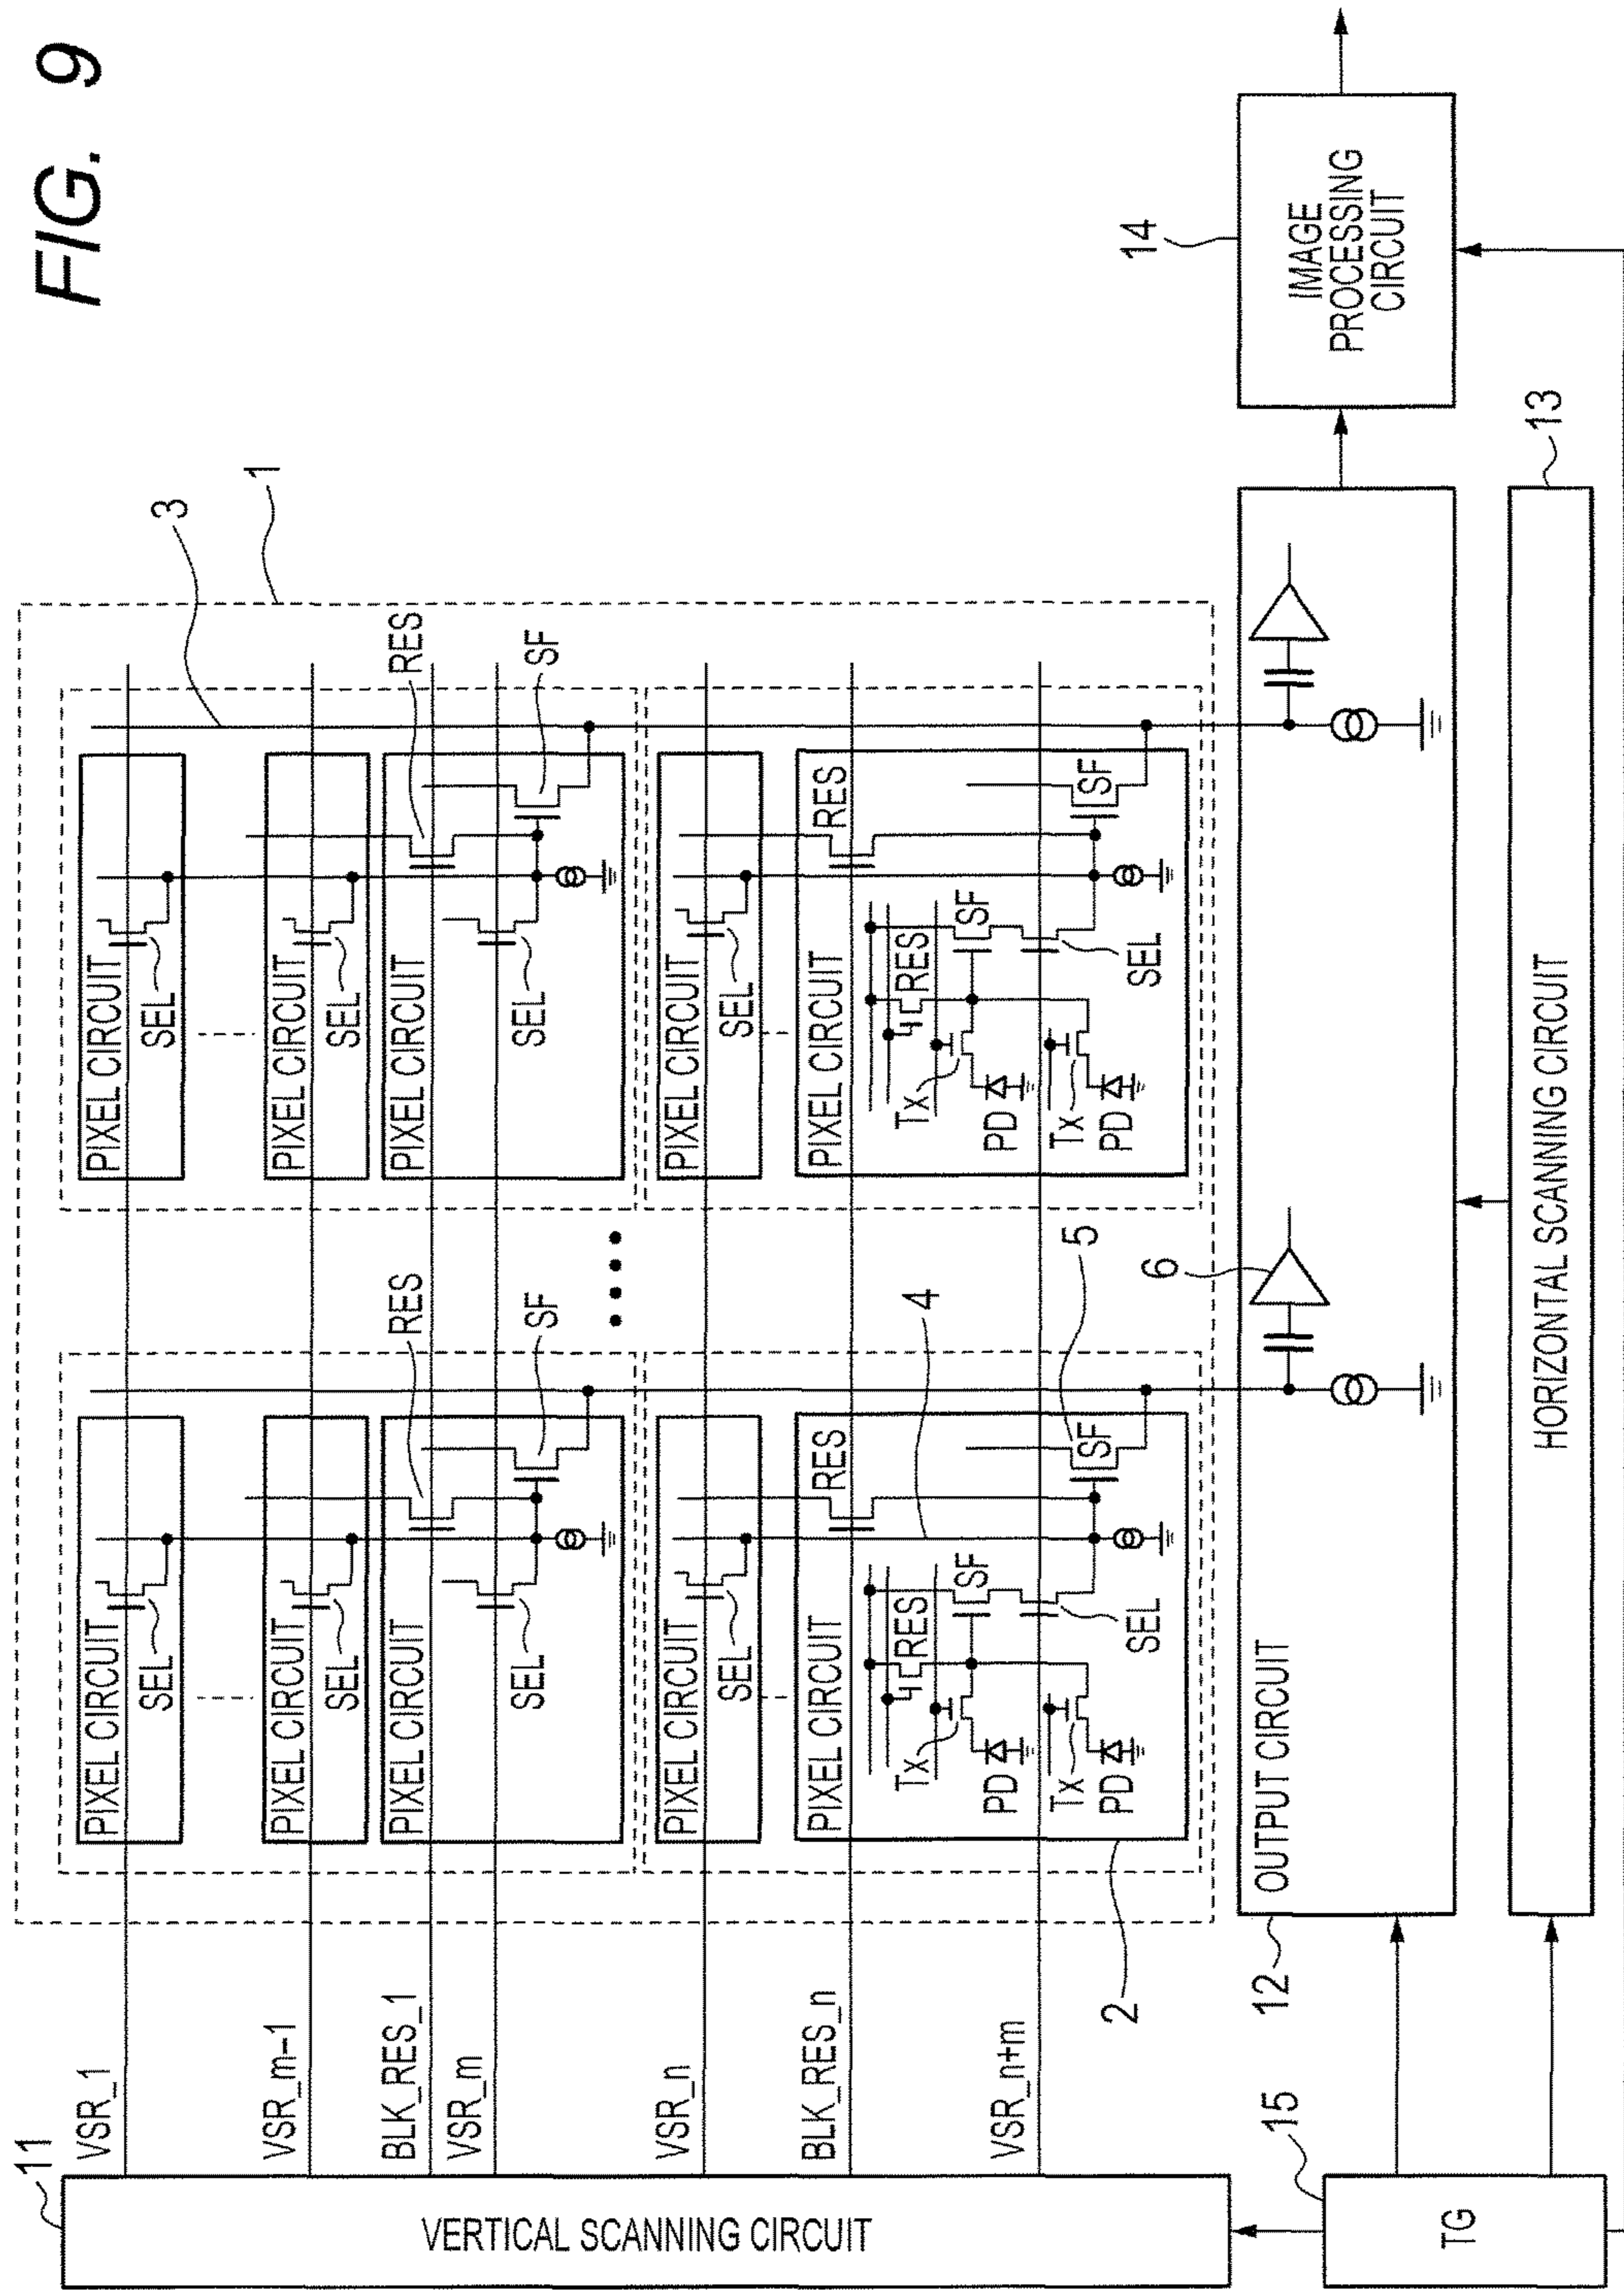 FIG. 9
11
VERTICAL SCANNING CIRCUIT
VSR_1
VSR_m-1
BLK_RES_1
VSR_m
VSR_n
BLK_RES_n
VSR_n+m
1
3
PIXEL CIRCUIT
SEL
PIXEL CIRCUIT
SEL
PIXEL CIRCUIT
SEL
RES
SF
PIXEL CIRCUIT
SEL
PIXEL CIRCUIT
RES
RES
SF
SF
5
4
Tx
PD
Tx
PD
SEL
2
PIXEL CIRCUIT
SEL
PIXEL CIRCUIT
SEL
PIXEL CIRCUIT
SEL
RES
SF
PIXEL CIRCUIT
SEL
PIXEL CIRCUIT
RES
RES
SF
SF
Tx
PD
Tx
PD
SEL
12
OUTPUT CIRCUIT
6
13
HORIZONTAL SCANNING CIRCUIT
14
IMAGE
PROCESSING
CIRCUIT
15
TG